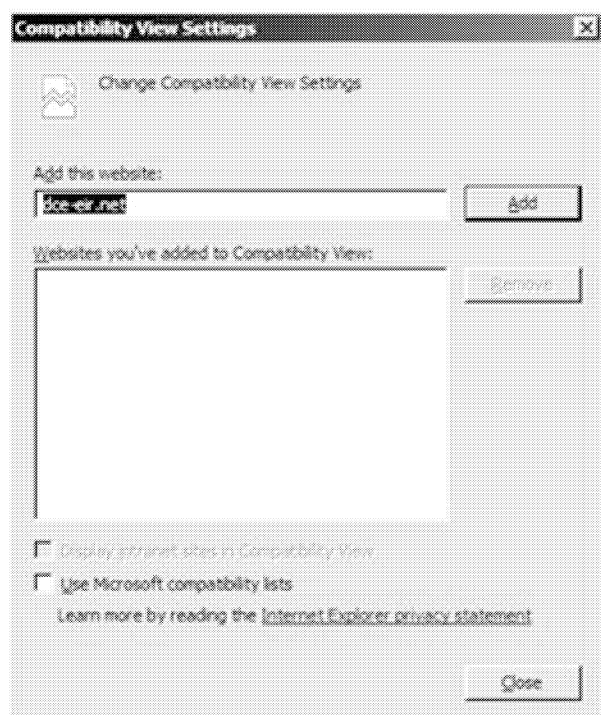 Compatibility View Settings
Change Compatibility View Settings
Add this website:
dce-eir.net
Add
Websites you've added to Compatibility View:
Remove
Display intranet sites in Compatibility View
Use Microsoft compatibility lists
Learn more by reading the Internet Explorer privacy statement
Close